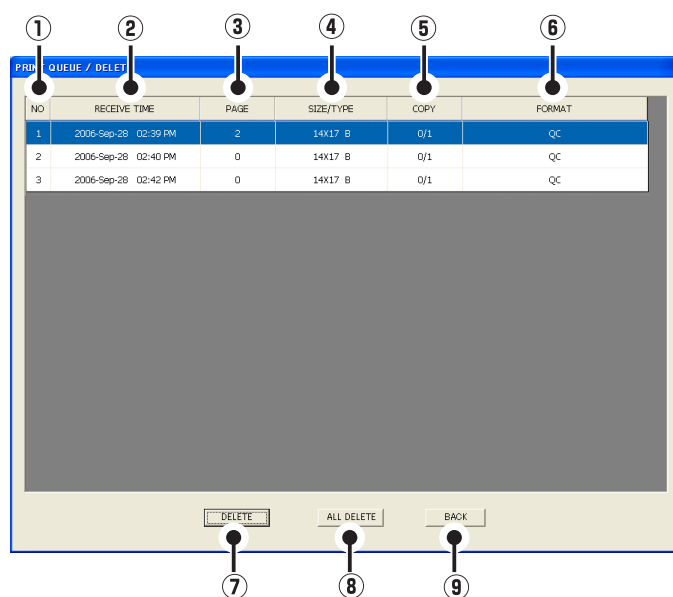 ① ② ③ ④ ⑤ ⑥
PRINT QUEUE / DELETE
NO RECEIVE TIME PAGE SIZE/TYPE COPY FORMAT
1 2006-Sep-28 02:39 PM 2 14X17 B 0/1 QC
2 2006-Sep-28 02:40 PM 0 14X17 B 0/1 QC
3 2006-Sep-28 02:42 PM 0 14X17 B 0/1 QC
DELETE ALL DELETE BACK
⑦ ⑧ ⑨